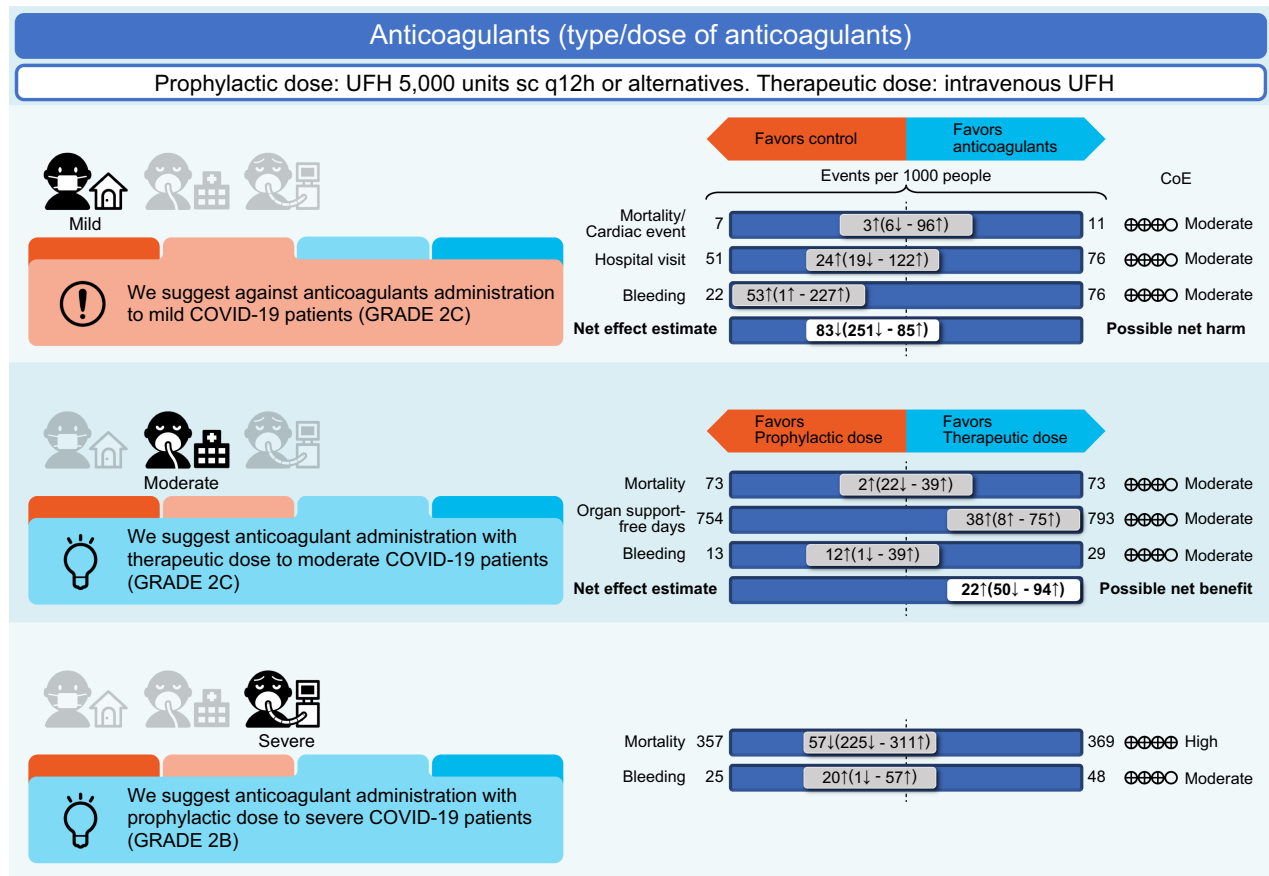 Anticoagulants (type/dose of anticoagulants)
Prophylactic dose: UFH 5,000 units sc q12h or alternatives. Therapeutic dose: intravenous UFH
Mild
We suggest against anticoagulants administration
to mild COVID-19 patients (GRADE 2C)
Favors control
Favors
anticoagulants
Events per 1000 people
CoE
Mortality/
Cardiac event
7
3↑(6↓ - 96↑)
11
Moderate
Hospital visit
51
24↑(19↓ - 122↑)
76
Moderate
Bleeding
22
53↑(1↑ - 227↑)
76
Moderate
Net effect estimate
83↓(251↓ - 85↑)
Possible net harm
Moderate
We suggest anticoagulant administration with
therapeutic dose to moderate COVID-19 patients
(GRADE 2C)
Favors
Prophylactic dose
Favors
Therapeutic dose
Mortality
73
2↑(22↓ - 39↑)
73
Moderate
Organ support-
free days
754
38↑(8↑ - 75↑)
793
Moderate
Bleeding
13
12↑(1↓ - 39↑)
29
Moderate
Net effect estimate
22↑(50↓ - 94↑)
Possible net benefit
Severe
We suggest anticoagulant administration with
prophylactic dose to severe COVID-19 patients
(GRADE 2B)
Mortality
357
57↓(225↓ - 311↑)
369
High
Bleeding
25
20↑(1↓ - 57↑)
48
Moderate